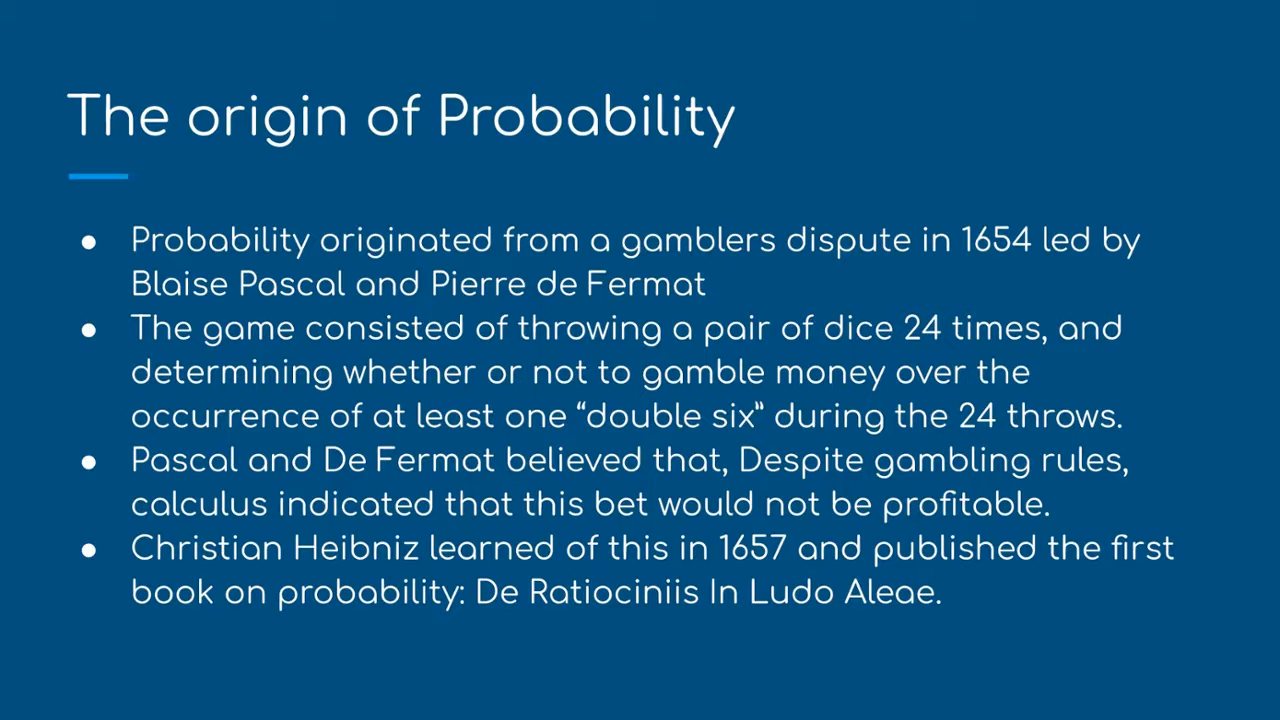 The origin of Probability
● Probability originated from a gamblers dispute in 1654 led by
Blaise Pascal and Pierre de Fermat
● The game consisted of throwing a pair of dice 24 times, and
determining whether or not to gamble money over the
occurrence of at least one “double six” during the 24 throws.
● Pascal and De Fermat believed that, Despite gambling rules,
calculus indicated that this bet would not be profitable.
● Christian Heibniz learned of this in 1657 and published the first
book on probability: De Ratiociniis In Ludo Aleae.